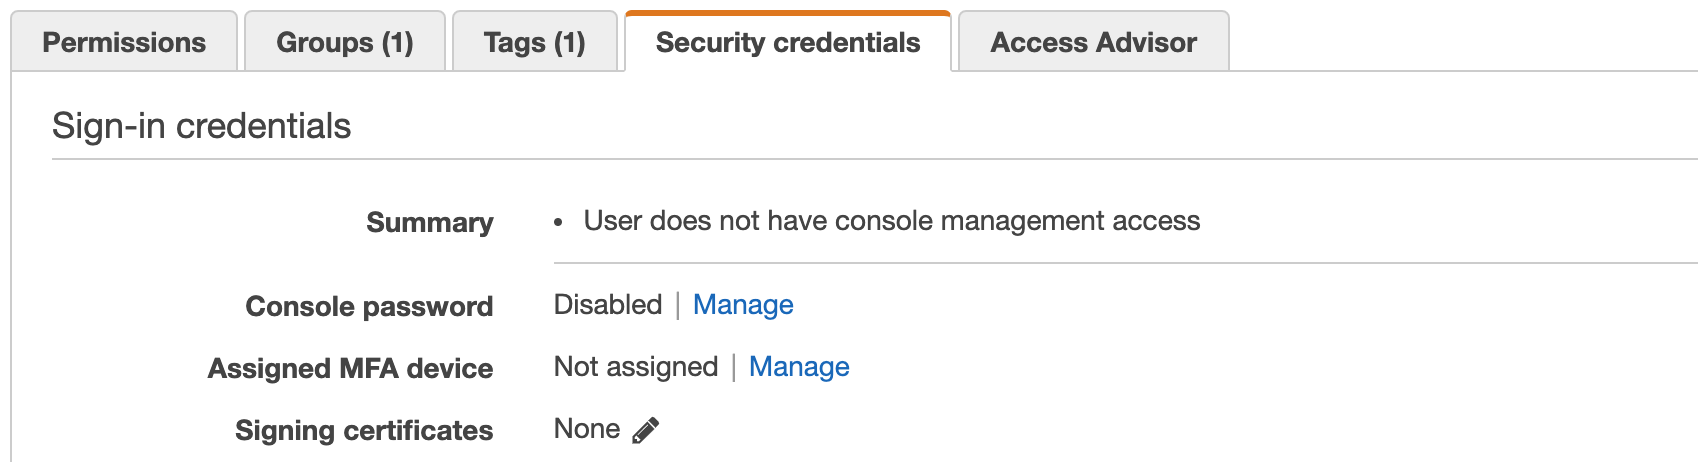 Permissions Groups (1) Tags (1) Security credentials Access Advisor
Sign-in credentials
Summary • User does not have console management access
Console password Disabled | Manage
Assigned MFA device Not assigned | Manage
Signing certificates None